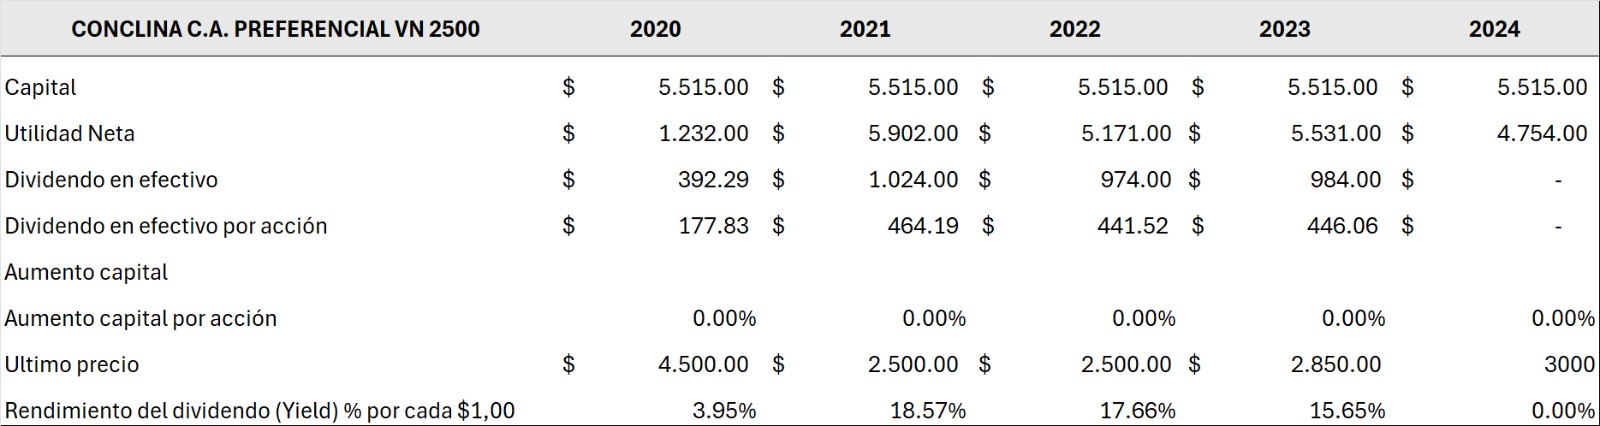 CONCLINA C.A. PREFERENCIAL VN 2500 2020 2021 2022 2023 2024
Capital $ 5.515.00 $ 5.515.00 $ 5.515.00 $ 5.515.00 $ 5.515.00
Utilidad Neta $ 1.232.00 $ 5.902.00 $ 5.171.00 $ 5.531.00 $ 4.754.00
Dividendo en efectivo $ 392.29 $ 1.024.00 $ 974.00 $ 984.00 $ -
Dividendo en efectivo por acción $ 177.83 $ 464.19 $ 441.52 $ 446.06 $ -
Aumento capital
Aumento capital por acción 0.00% 0.00% 0.00% 0.00% 0.00%
Ultimo precio $ 4.500.00 $ 2.500.00 $ 2.500.00 $ 2.850.00 3000
Rendimiento del dividendo (Yield) % por cada $1,00 3.95% 18.57% 17.66% 15.65% 0.00%